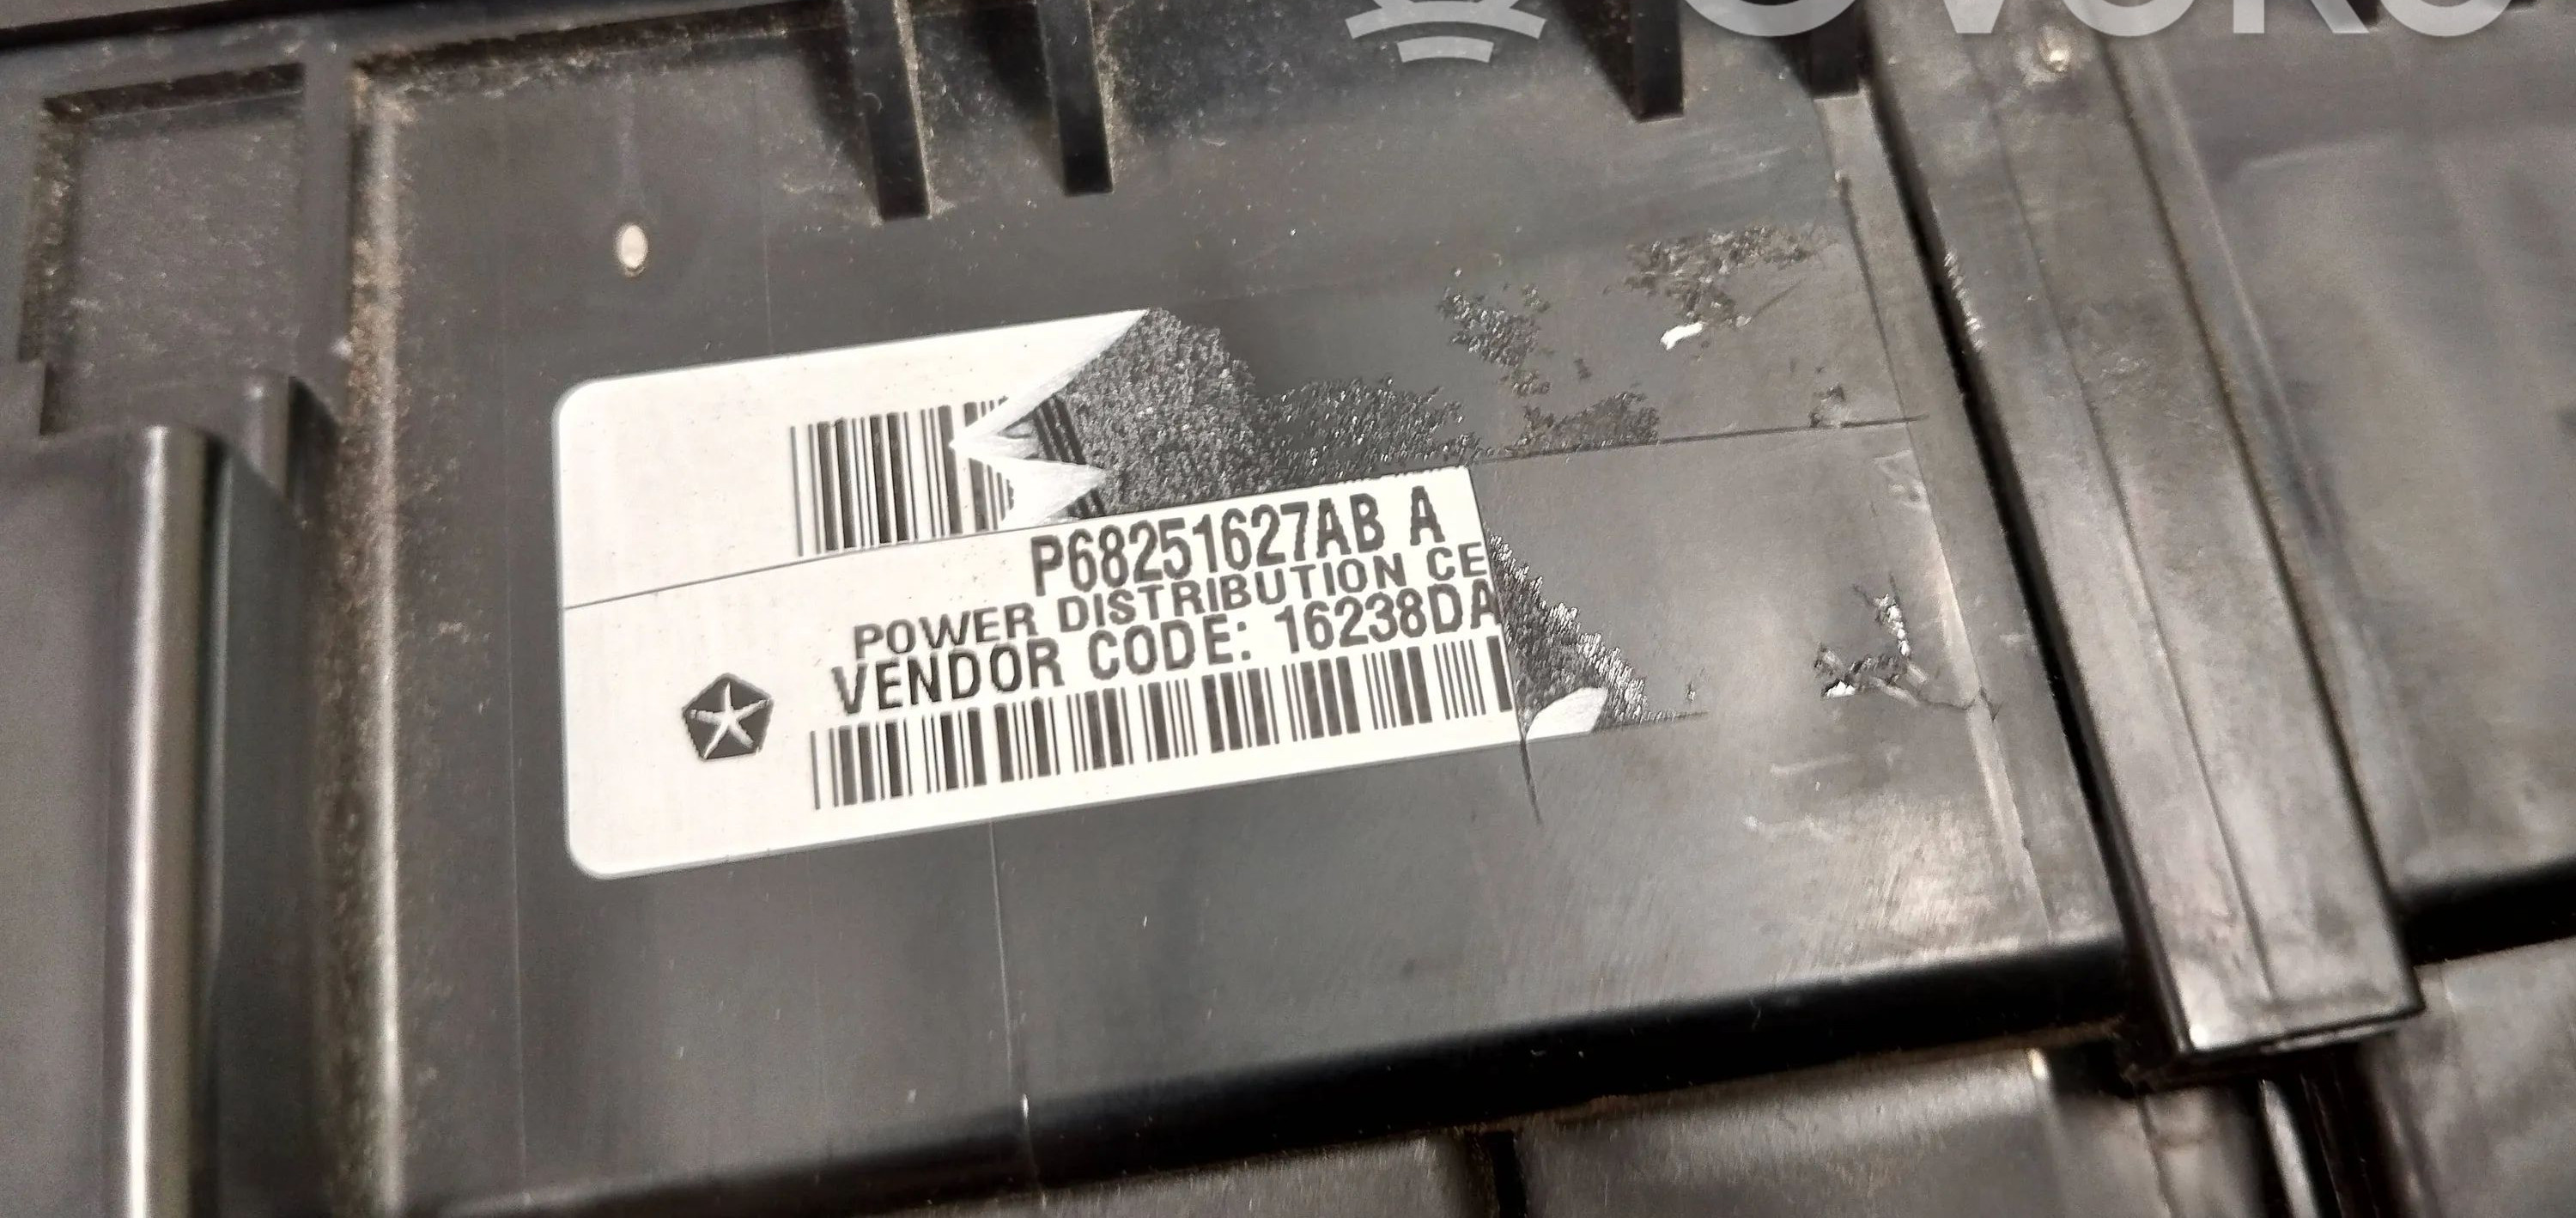 P68251627AB A
POWER DISTRIBUTION CE
VENDOR CODE: 16238DA